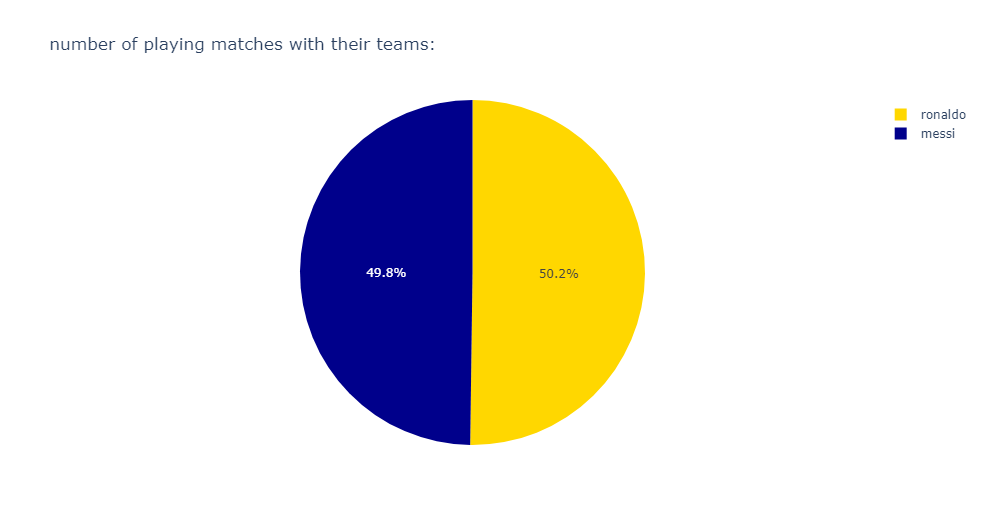 number of playing matches with their teams:
ronaldo
messi
49.8%
50.2%